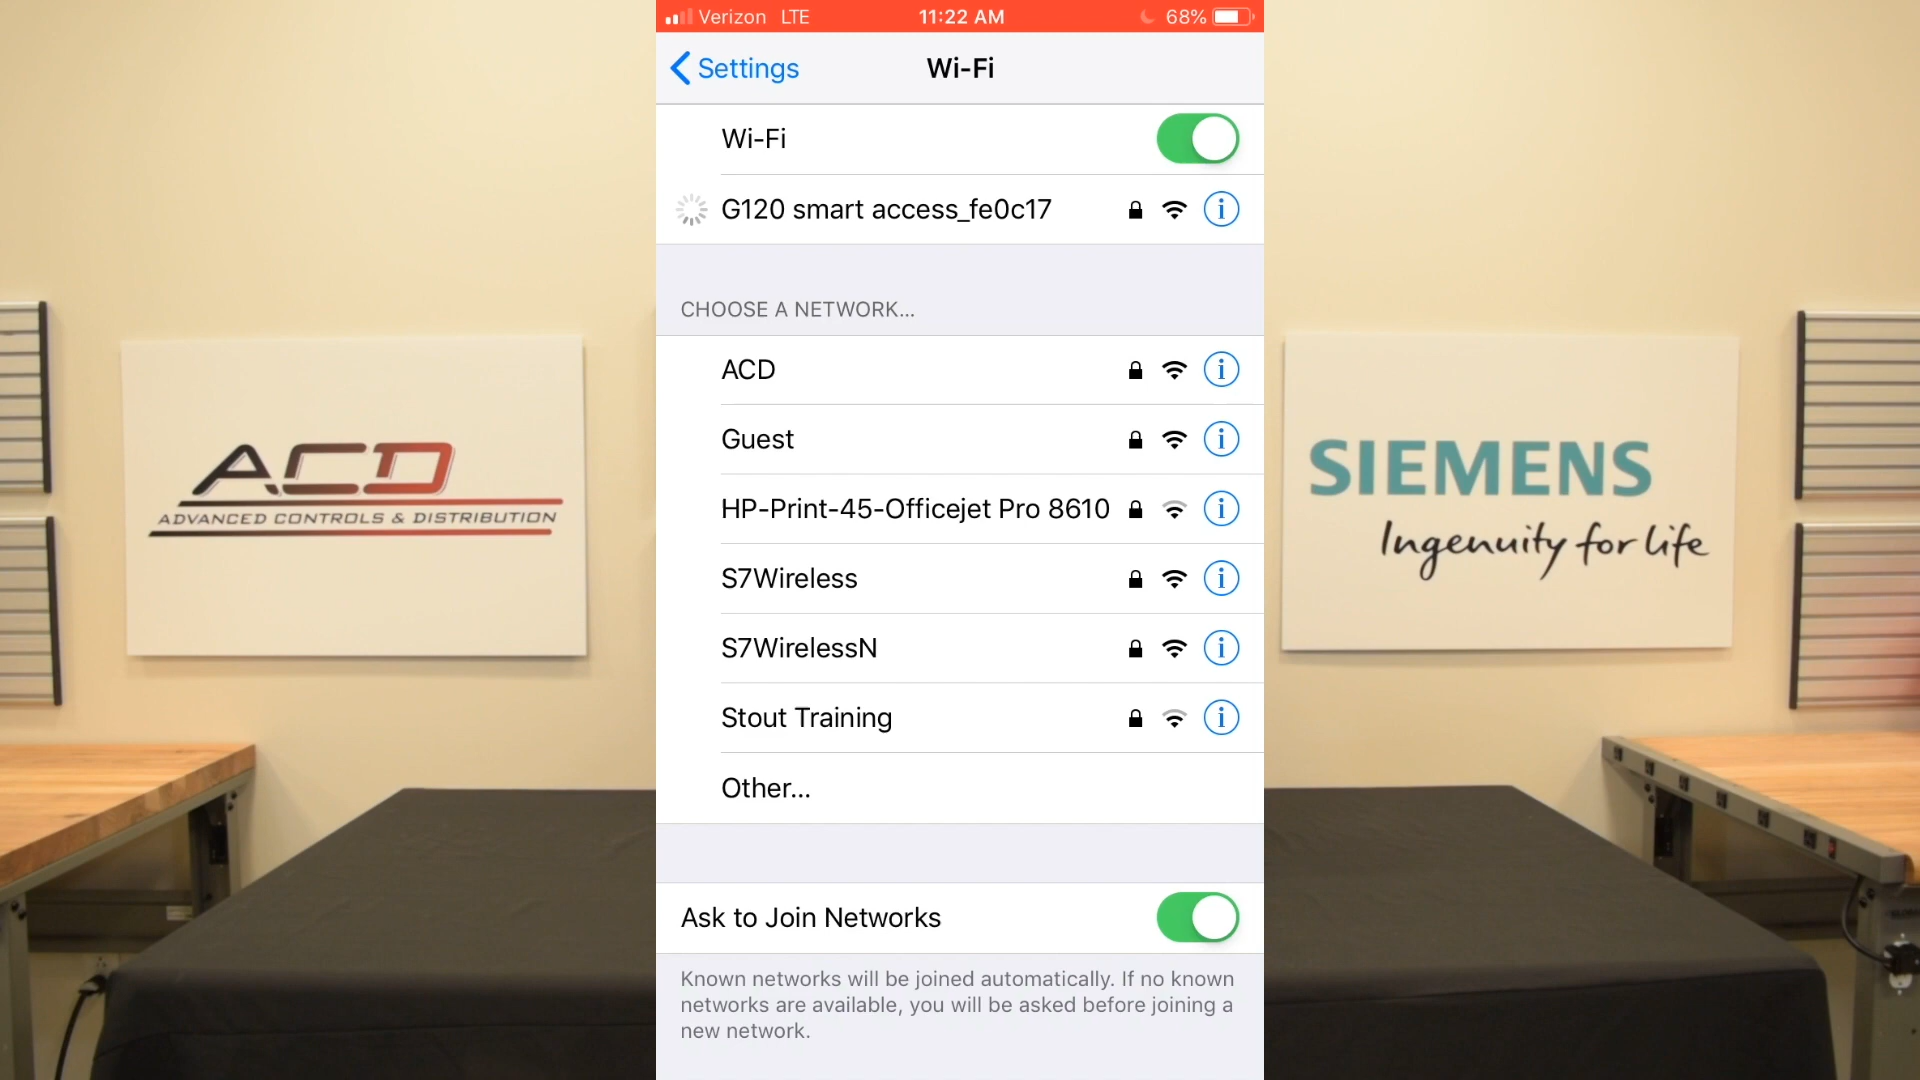 Verizon LTE 11:22 AM 68%
Settings Wi-Fi
Wi-Fi
G120 smart access_fe0c17
CHOOSE A NETWORK...
ACD
Guest
HP-Print-45-Officejet Pro 8610
S7Wireless
S7WirelessN
Stout Training
Other...
Ask to Join Networks
Known networks will be joined automatically. If no known
networks are available, you will be asked before joining a
new network.
ACD
ADVANCED CONTROLS & DISTRIBUTION
SIEMENS
Ingenuity for life